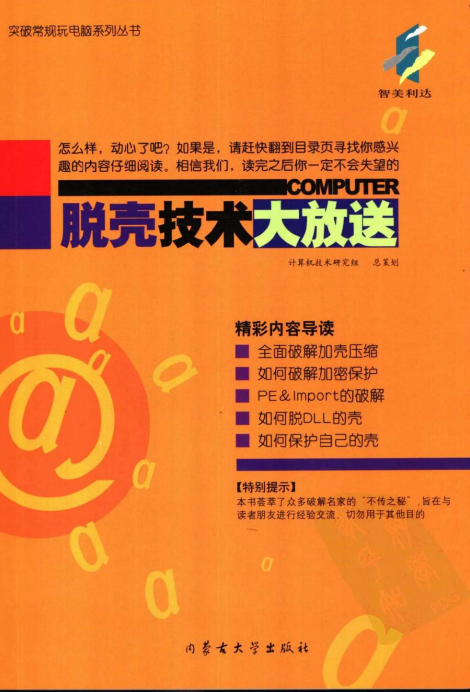 突破常规玩电脑系列丛书
智美利达
怎么样，动心了吧？如果是，请赶快翻到目录页寻找你感兴
趣的内容仔细阅读。相信我们，读完之后你一定不会失望的
COMPUTER
脱壳技术大放送
计算机技术研究组 总策划
精彩内容导读
■ 全面破解加壳压缩
■ 如何破解加密保护
■ PE&Import的破解
■ 如何脱DLL的壳
■ 如何保护自己的壳
【特别提示】
本书荟萃了众多破解名家的“不传之秘”,旨在与
读者朋友进行经验交流, 切勿用于其他目的
内蒙古大学出版社